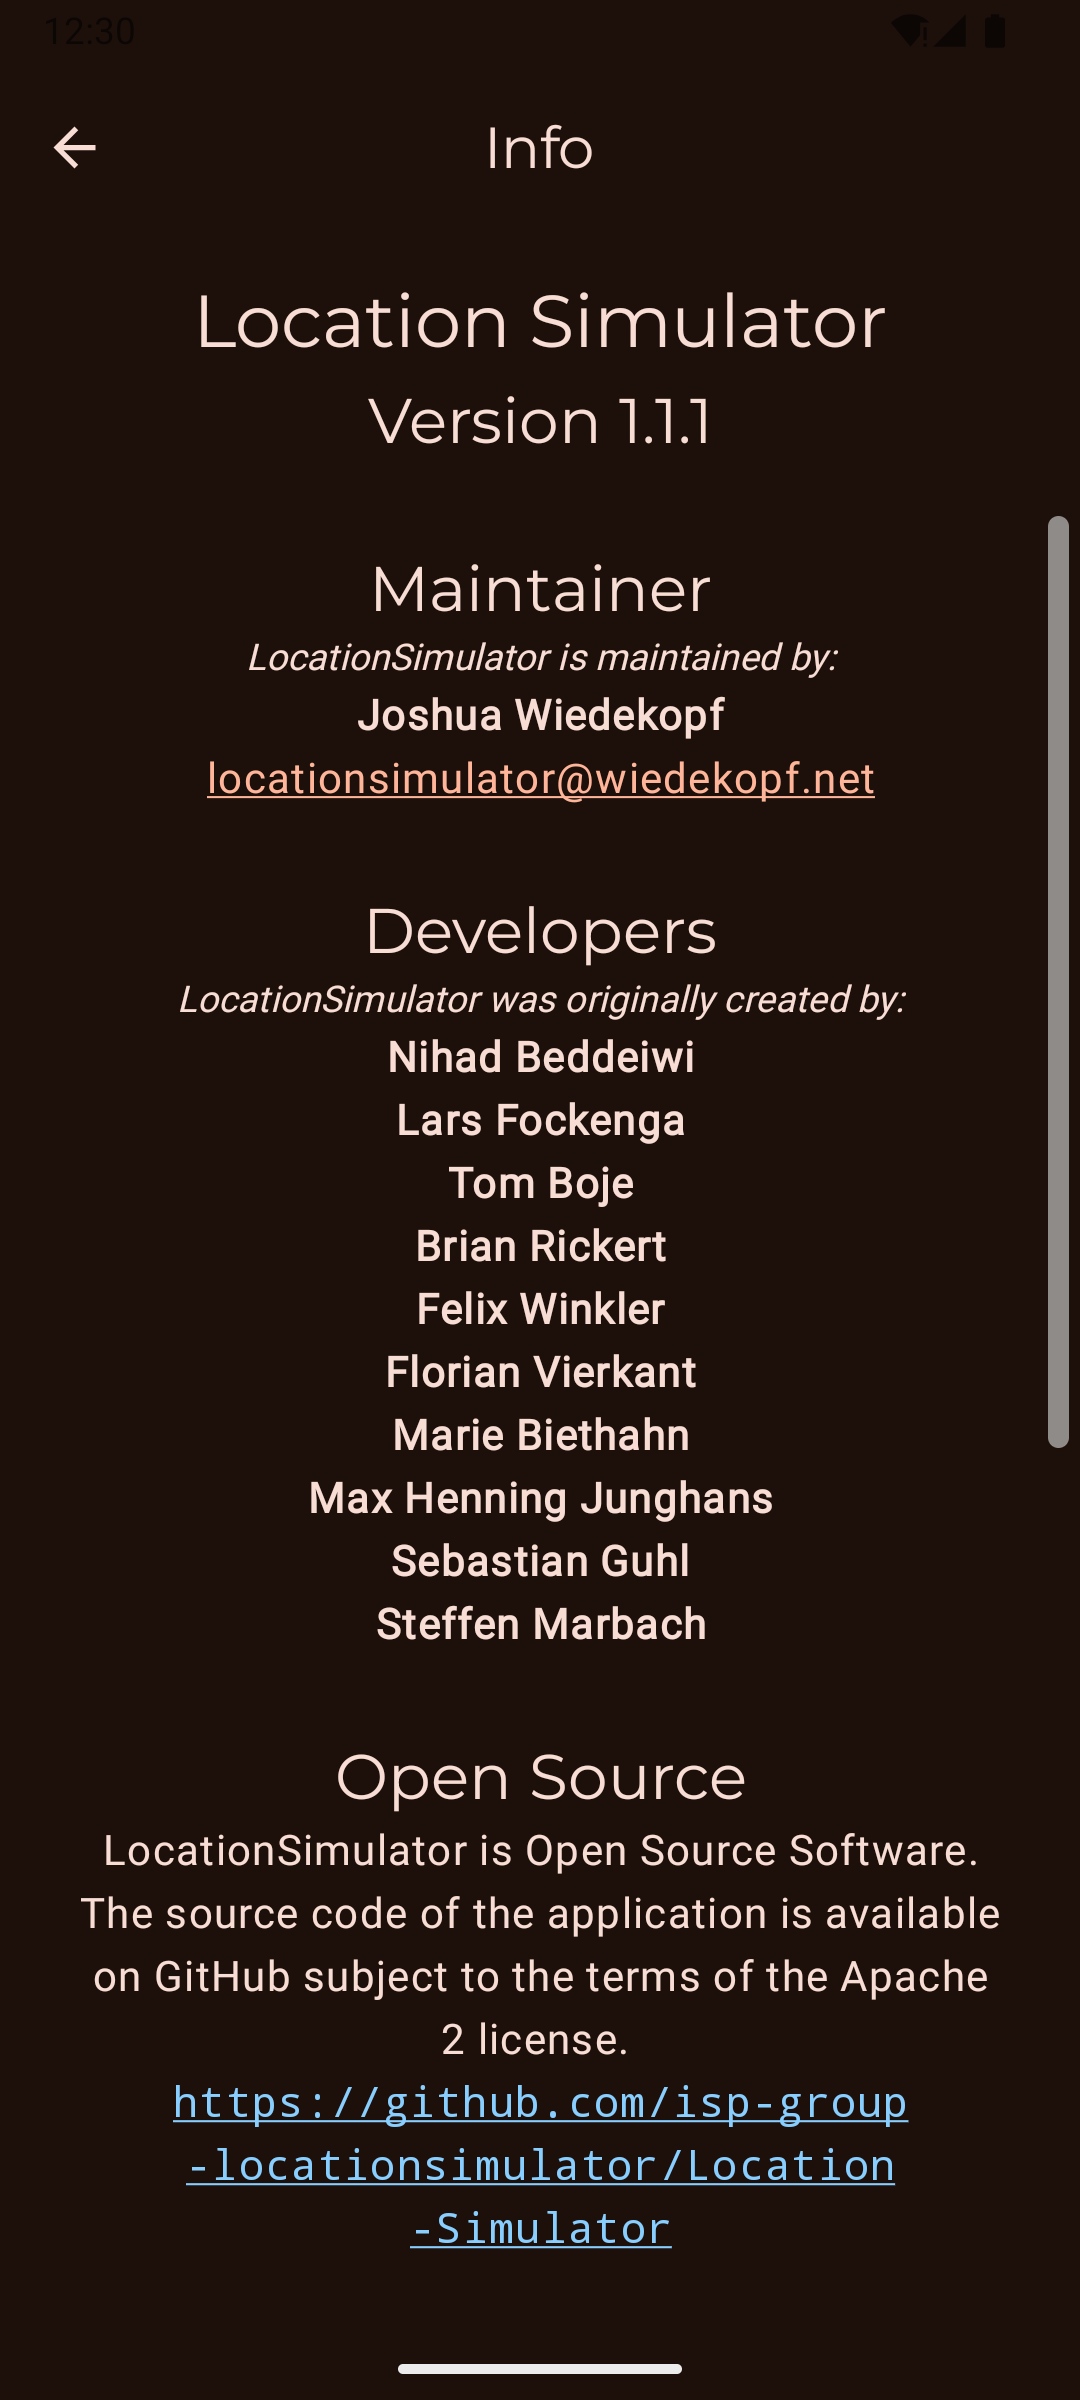 12:30
Info
Location Simulator
Version 1.1.1
Maintainer
LocationSimulator is maintained by:
Joshua Wiedekopf
locationsimulator@wiedekopf.net
Developers
LocationSimulator was originally created by:
Nihad Beddeiwi
Lars Fockenga
Tom Boje
Brian Rickert
Felix Winkler
Florian Vierkant
Marie Biethahn
Max Henning Junghans
Sebastian Guhl
Steffen Marbach
Open Source
LocationSimulator is Open Source Software.
The source code of the application is available
on GitHub subject to the terms of the Apache
2 license.
https://github.com/isp-group
-locationsimulator/Location
-Simulator